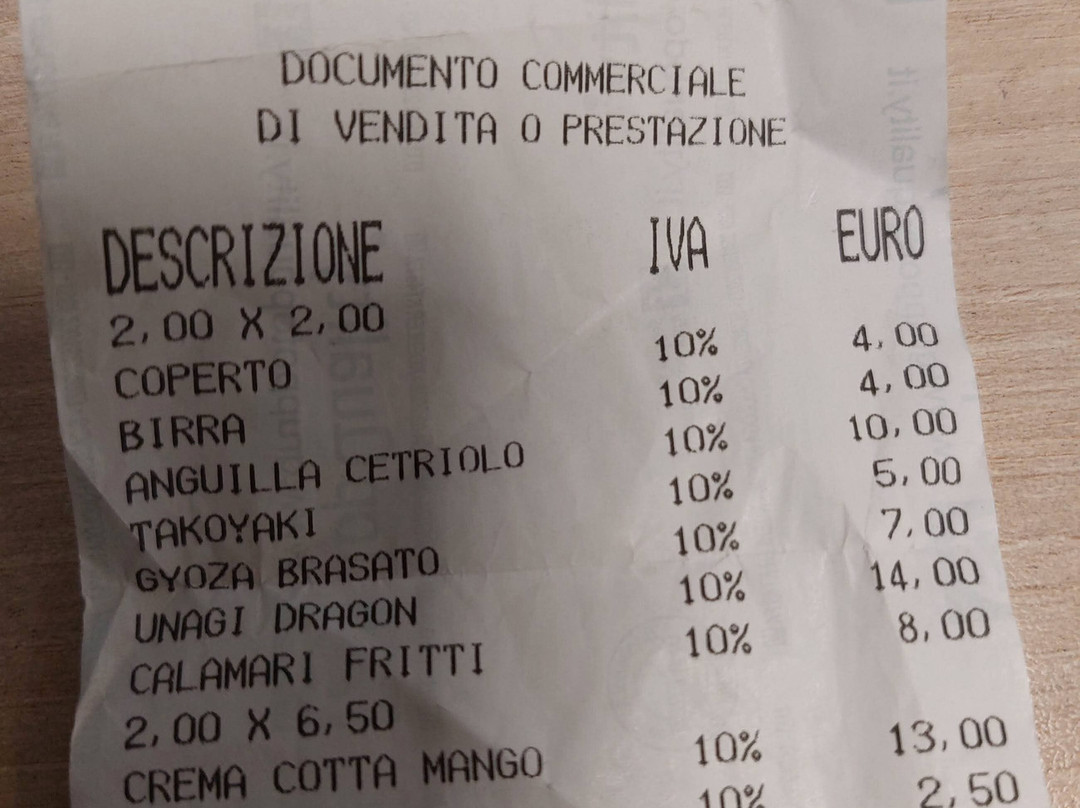 DOCUMENTO COMMERCIALE
DI VENDITA O PRESTAZIONE
DESCRIZIONE IVA EURO
2,00 X 2,00
COPERTO 10% 4,00
BIRRA 10% 4,00
ANGUILLA CETRIOLO 10% 10,00
TAKOYAKI 10% 5,00
GYOZA BRASATO 10% 7,00
UNAGI DRAGON 10% 14,00
CALAMARI FRITTI 10% 8,00
2,00 X 6,50
CREMA COTTA MANGO 10% 13,00
10% 2,50